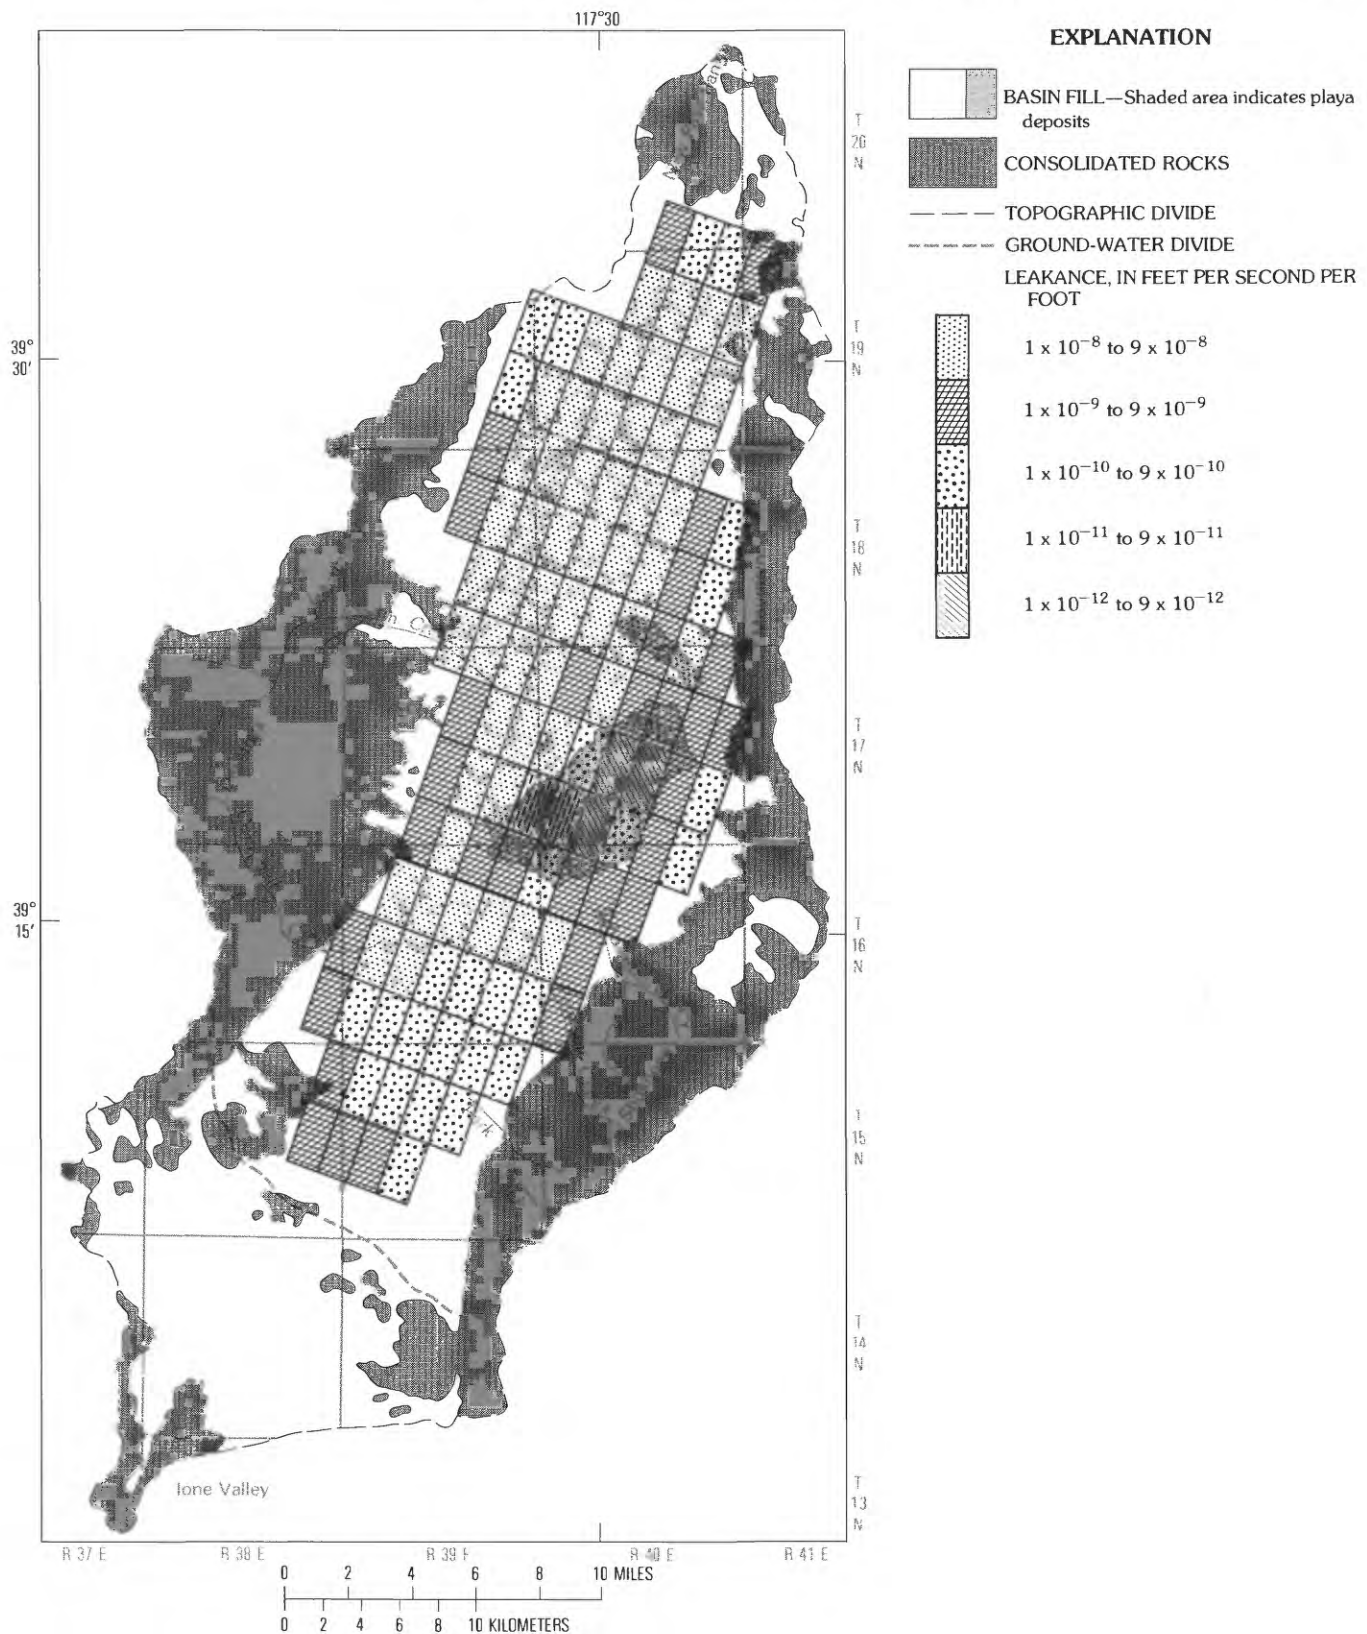 117°30
EXPLANATION
BASIN FILL—Shaded area indicates playa
deposits
CONSOLIDATED ROCKS
TOPOGRAPHIC DIVIDE
GROUND-WATER DIVIDE
LEAKANCE, IN FEET PER SECOND PER
FOOT
1 x 10⁻⁸ to 9 x 10⁻⁸
1 x 10⁻⁹ to 9 x 10⁻⁹
1 x 10⁻¹⁰ to 9 x 10⁻¹⁰
1 x 10⁻¹¹ to 9 x 10⁻¹¹
1 x 10⁻¹² to 9 x 10⁻¹²
T
20
N
39°
30'
T
19
N
T
18
N
T
17
N
39°
15'
T
16
N
T
15
N
T
14
N
T
13
N
Ione Valley
R 37 E R 38 E R 39 E R 40 E R 41 E
0 2 4 6 8 10 MILES
0 2 4 6 8 10 KILOMETERS